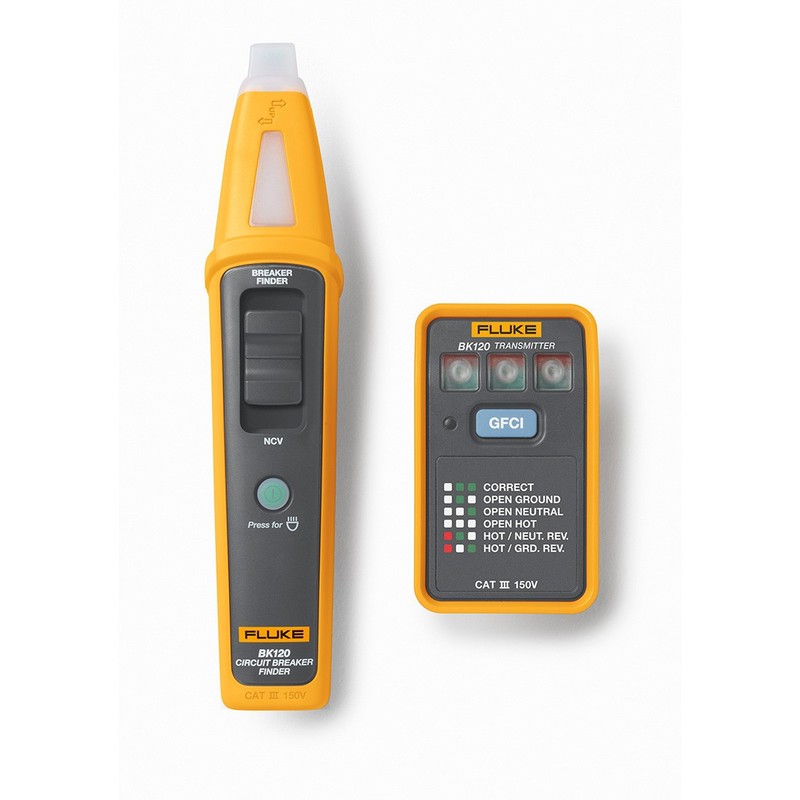 UP
BREAKER
FINDER
NCV
Press for
FLUKE
BK120
CIRCUIT BREAKER
FINDER
CAT III 150V
FLUKE
BK120 TRANSMITTER
GFCI
CORRECT
OPEN GROUND
OPEN NEUTRAL
OPEN HOT
HOT / NEUT. REV.
HOT / GRD. REV.
CAT III 150V